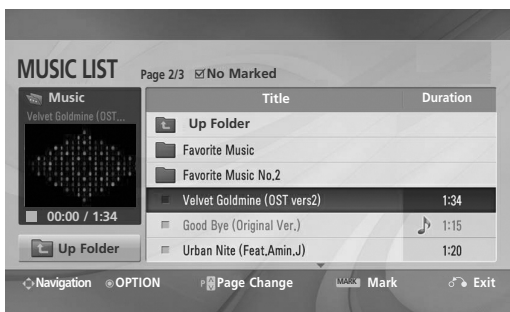 MUSIC LIST Page 2/3 No Marked
Music
Velvet Goldmine (OST...
00:00 / 1:34
Up Folder
Title Duration
Up Folder
Favorite Music
Favorite Music No.2
Velvet Goldmine (OST vers2) 1:34
Good Bye (Original Ver.) 1:15
Urban Nite (Feat.Amin.J) 1:20
Navigation OPTION P Page Change MARK Mark Exit